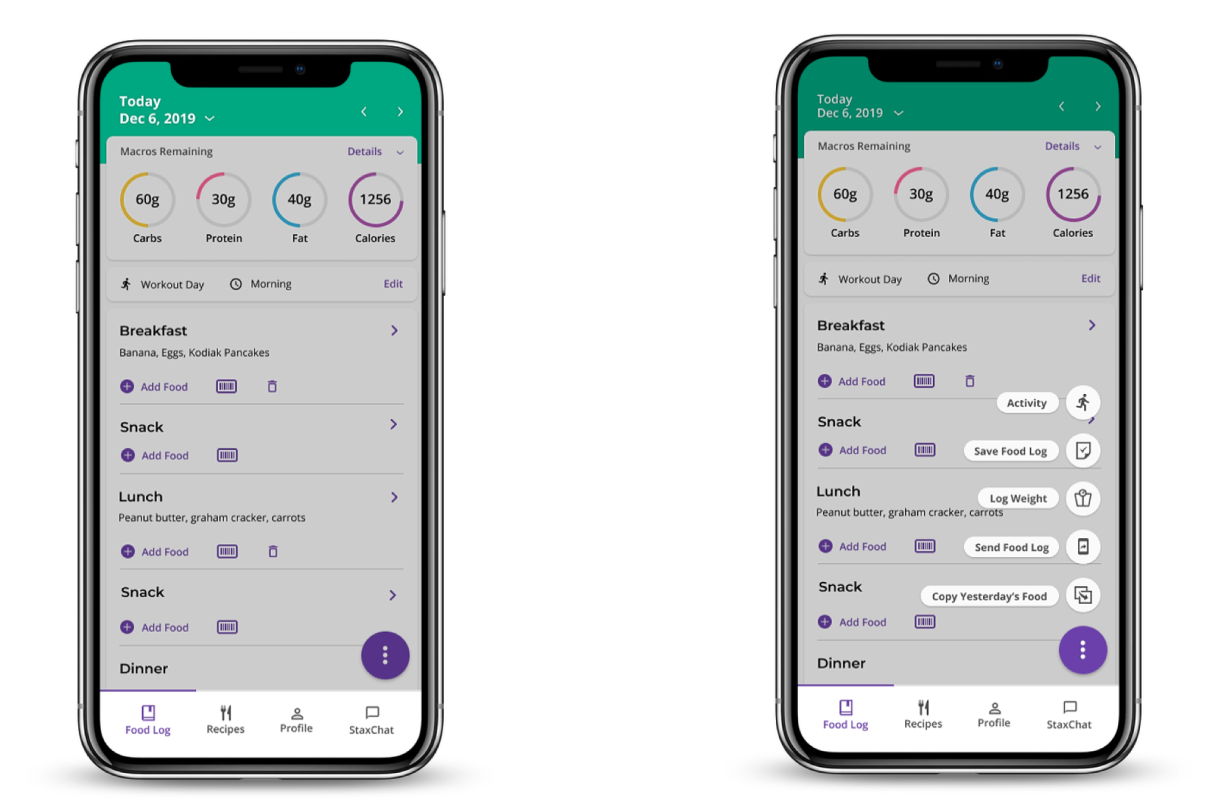 Today
Dec 6, 2019
Macros Remaining Details
60g 30g 40g 1256
Carbs Protein Fat Calories
Workout Day Morning Edit
Breakfast
Banana, Eggs, Kodiak Pancakes
Add Food
Snack
Add Food
Lunch
Peanut butter, graham cracker, carrots
Add Food
Snack
Add Food
Dinner
Food Log Recipes Profile StaxChat
Today
Dec 6, 2019
Macros Remaining Details
60g 30g 40g 1256
Carbs Protein Fat Calories
Workout Day Morning Edit
Breakfast
Banana, Eggs, Kodiak Pancakes
Add Food
Activity
Snack
Add Food Save Food Log
Lunch Log Weight
Peanut butter, graham cracker, carrots
Add Food Send Food Log
Snack Copy Yesterday's Food
Add Food
Dinner
Food Log Recipes Profile StaxChat